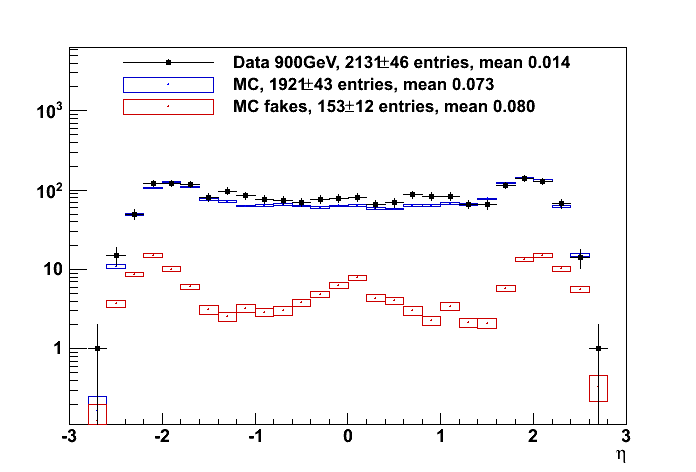 Data 900GeV, 2131±46 entries, mean 0.014
MC, 1921±43 entries, mean 0.073
MC fakes, 153±12 entries, mean 0.080
10³
10²
10
1
-3 -2 -1 0 1 2 3
η